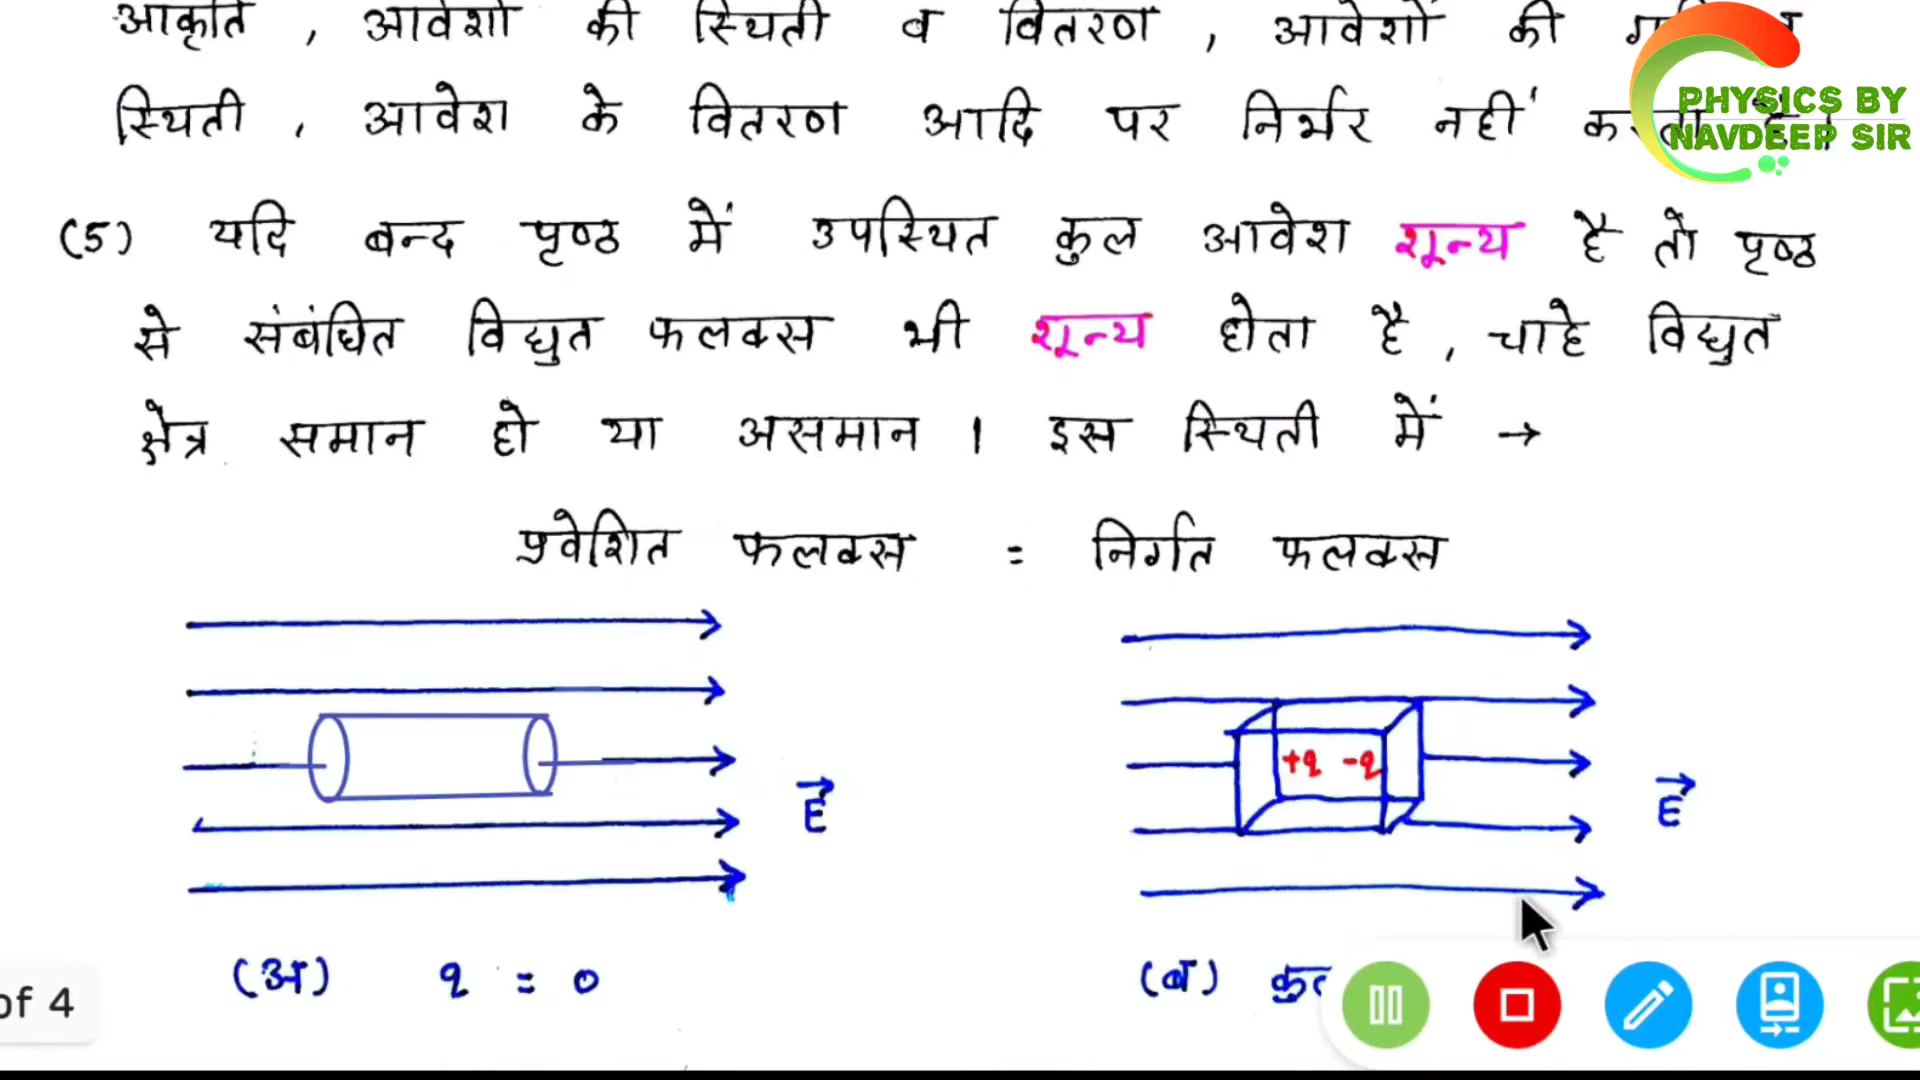 आकृति , आवेशों की स्थिती व वितरण , आवेशों की
स्थिती , आवेश के वितरण आदि पर निर्भर नहीं करता है।
PHYSICS BY
NAVDEEP SIR
(5) यदि बन्द पृष्ठ में उपस्थित कुल आवेश शून्य है तो पृष्ठ
से संबंधित विद्युत फलक्स भी शून्य होता है , चाहे विद्युत
क्षेत्र समान हो या असमान । इस स्थिती में →
प्रवेशित फलक्स = निर्गत फलक्स
+q -q
E
E
(अ) q = 0
(ब) कुल
of 4